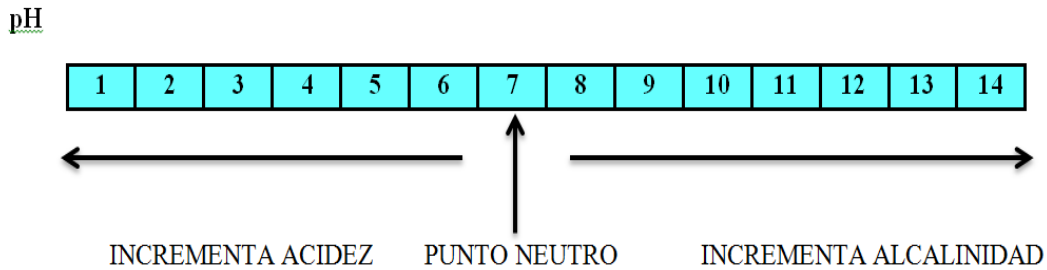 pH
1 2 3 4 5 6 7 8 9 10 11 12 13 14
INCREMENTA ACIDEZ PUNTO NEUTRO INCREMENTA ALCALINIDAD